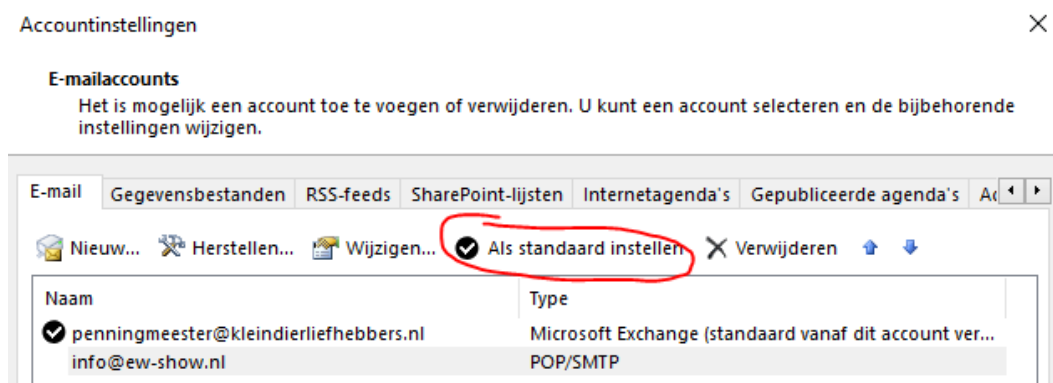 Accountinstellingen
E-mailaccounts
Het is mogelijk een account toe te voegen of verwijderen. U kunt een account selecteren en de bijbehorende
instellingen wijzigen.
E-mail Gegevensbestanden RSS-feeds SharePoint-lijsten Internetagenda's Gepubliceerde agenda's
Nieuw... Herstellen... Wijzigen... Als standaard instellen Verwijderen
Naam Type
penningmeester@kleindierliefhebbers.nl Microsoft Exchange (standaard vanaf dit account ver...
info@ew-show.nl POP/SMTP